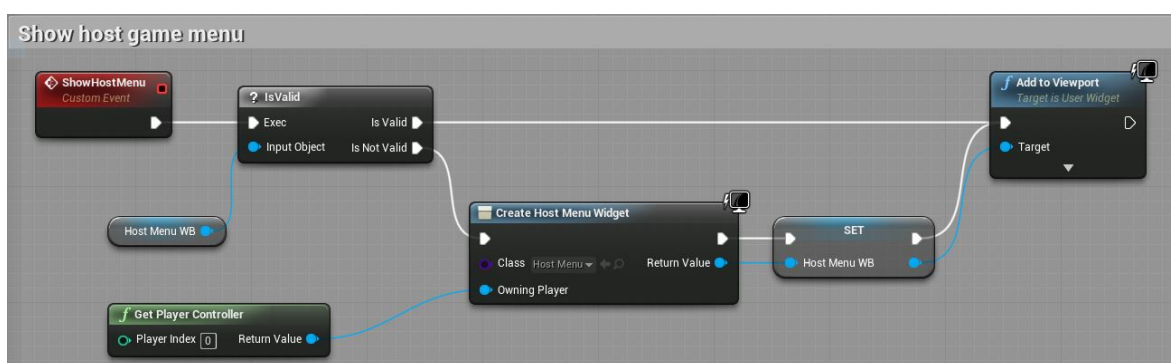 Show host game menu
ShowHostMenu
Custom Event
? IsValid
Exec
Is Valid
Input Object
Is Not Valid
f Add to Viewport
Target is User Widget
Target
Host Menu WB
Create Host Menu Widget
Class
Host Menu
Return Value
Owning Player
SET
Host Menu WB
f Get Player Controller
Player Index 0
Return Value